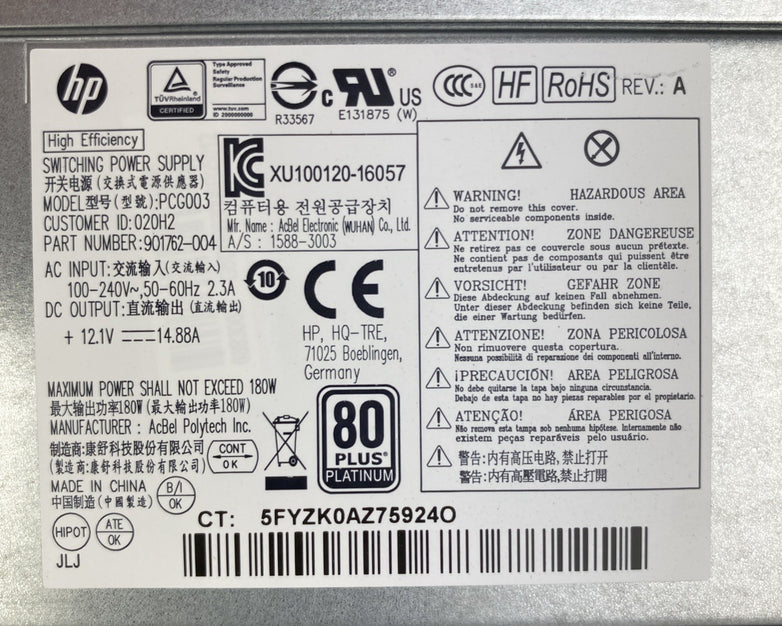 hp
TÜVRheinland
CERTIFIED
Type Approved
Safety
Regular Production
Surveillance
www.tuv.com
ID 2000000000
R33567
c RU® US
E131875 (W)
CCC S&E
HF
RoHS
REV.: A
High Efficiency
SWITCHING POWER SUPPLY
开关电源 (交换式電源供應器)
MODEL型号(型號):PCG003
CUSTOMER ID:020H2
PART NUMBER:901762-004
XU100120-16057
컴퓨터용 전원공급장치
Mfr. Name : AcBel Electronic (WUHAN) Co., Ltd.
A/S : 1588-3003
AC INPUT:交流输入(交流輸入)
100-240V~,50-60Hz 2.3A
DC OUTPUT:直流输出 (直流輸出)
+ 12.1V ⎓ 14.88A
10
CE
HP, HQ-TRE,
71025 Boeblingen,
Germany
MAXIMUM POWER SHALL NOT EXCEED 180W
最大输出功率180W (最大輸出功率180W)
MANUFACTURER : AcBel Polytech Inc.
制造商:康舒科技股份有限公司
(製造商:康舒科技股份有限公司)
CONT
OK
MADE IN CHINA
中国制造 (中國製造)
B/I
OK
HIPOT
ATE
OK
JLJ
80
PLUS®
PLATINUM
WARNING! HAZARDOUS AREA
Do not remove this cover.
No serviceable components inside.
ATTENTION! ZONE DANGEREUSE
Ne retirez pas ce couvercle sous aucun prétexte.
Ne contient pas de composants qui puissent être
entretenus par l'utilisateur ou par la clientèle.
VORSICHT! GEFAHR ZONE
Diese Abdeckung auf keinen Fall abnehmen.
Unter dieser Abdeckung befinden sich keine Teile,
die einer Wartung bedürfen.
ATTENZIONE! ZONA PERICOLOSA
Non rimuovere questa copertura.
Nessuna possibilità di reparazione dei componenti all'interno.
¡PRECAUCIÓN! ÁREA PELIGROSA
No debe quitarse la tapa bajo ninguna circunstancia.
Debajo de esta tapa no hay piezas reparables por el propietario.
ATENÇÃO! ÁREA PERIGOSA
Não remova esta tampa sob nenhuma hipótese. Internamente não
existem peças reparáveis pelo usuário.
警告:内有高压电路,禁止打开
警告:内有高壓電路,禁止打開
CT: 5FYZK0AZ75924O